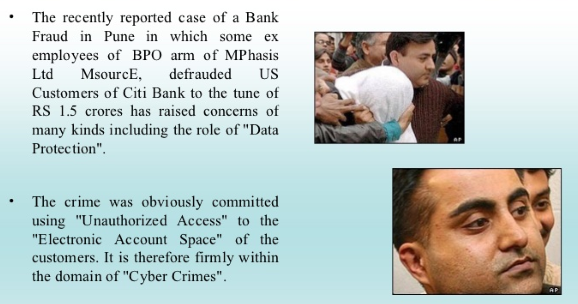 • The recently reported case of a Bank
Fraud in Pune in which some ex
employees of BPO arm of MPhasis
Ltd MsourcE, defrauded US
Customers of Citi Bank to the tune of
RS 1.5 crores has raised concerns of
many kinds including the role of "Data
Protection".
• The crime was obviously committed
using "Unauthorized Access" to the
"Electronic Account Space" of the
customers. It is therefore firmly within
the domain of "Cyber Crimes".
AP
AP